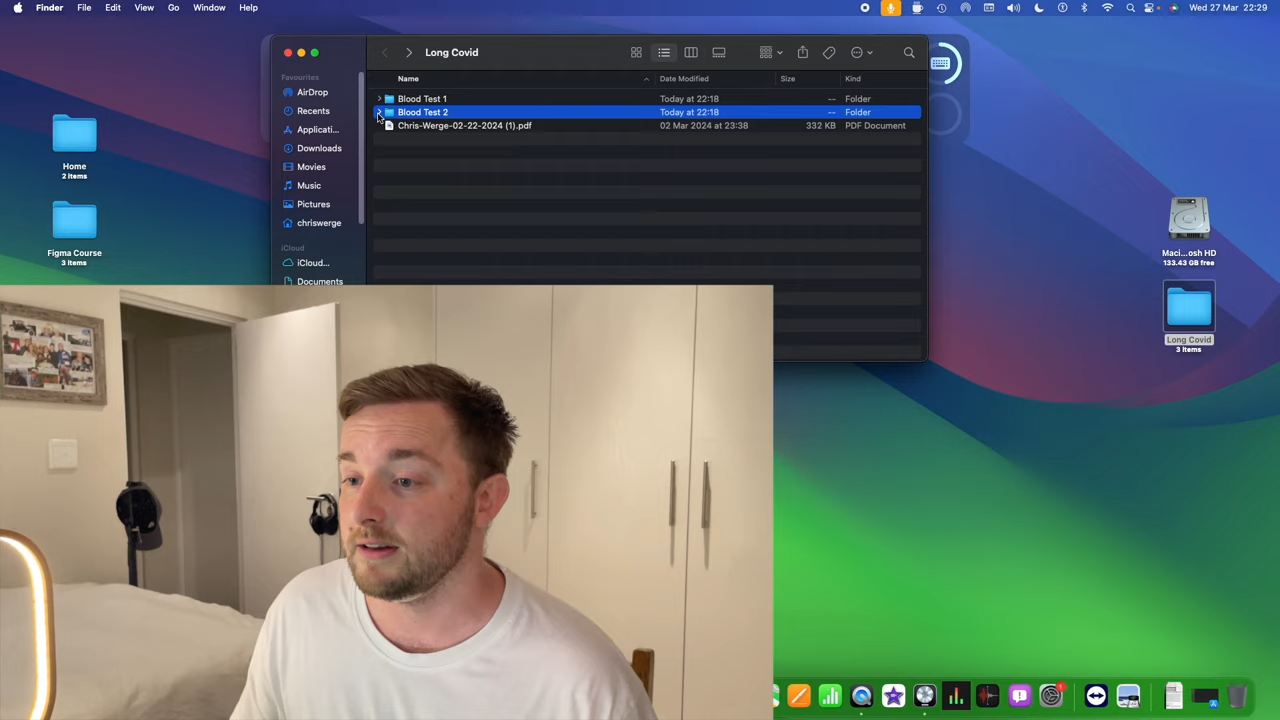 Finder File Edit View Go Window Help Wed 27 Mar 22:29
Long Covid
Favourites
AirDrop
Recents
Applicati...
Downloads
Movies
Music
Pictures
chriswerge
iCloud
iCloud...
Documents
Name Date Modified Size Kind
Blood Test 1 Today at 22:18 -- Folder
Blood Test 2 Today at 22:18 -- Folder
Chris-Werge-02-22-2024 (1).pdf 02 Mar 2024 at 23:38 332 KB PDF Document
Home
2 items
Figma Course
3 items
Maci...osh HD
133.43 GB free
Long Covid
3 items